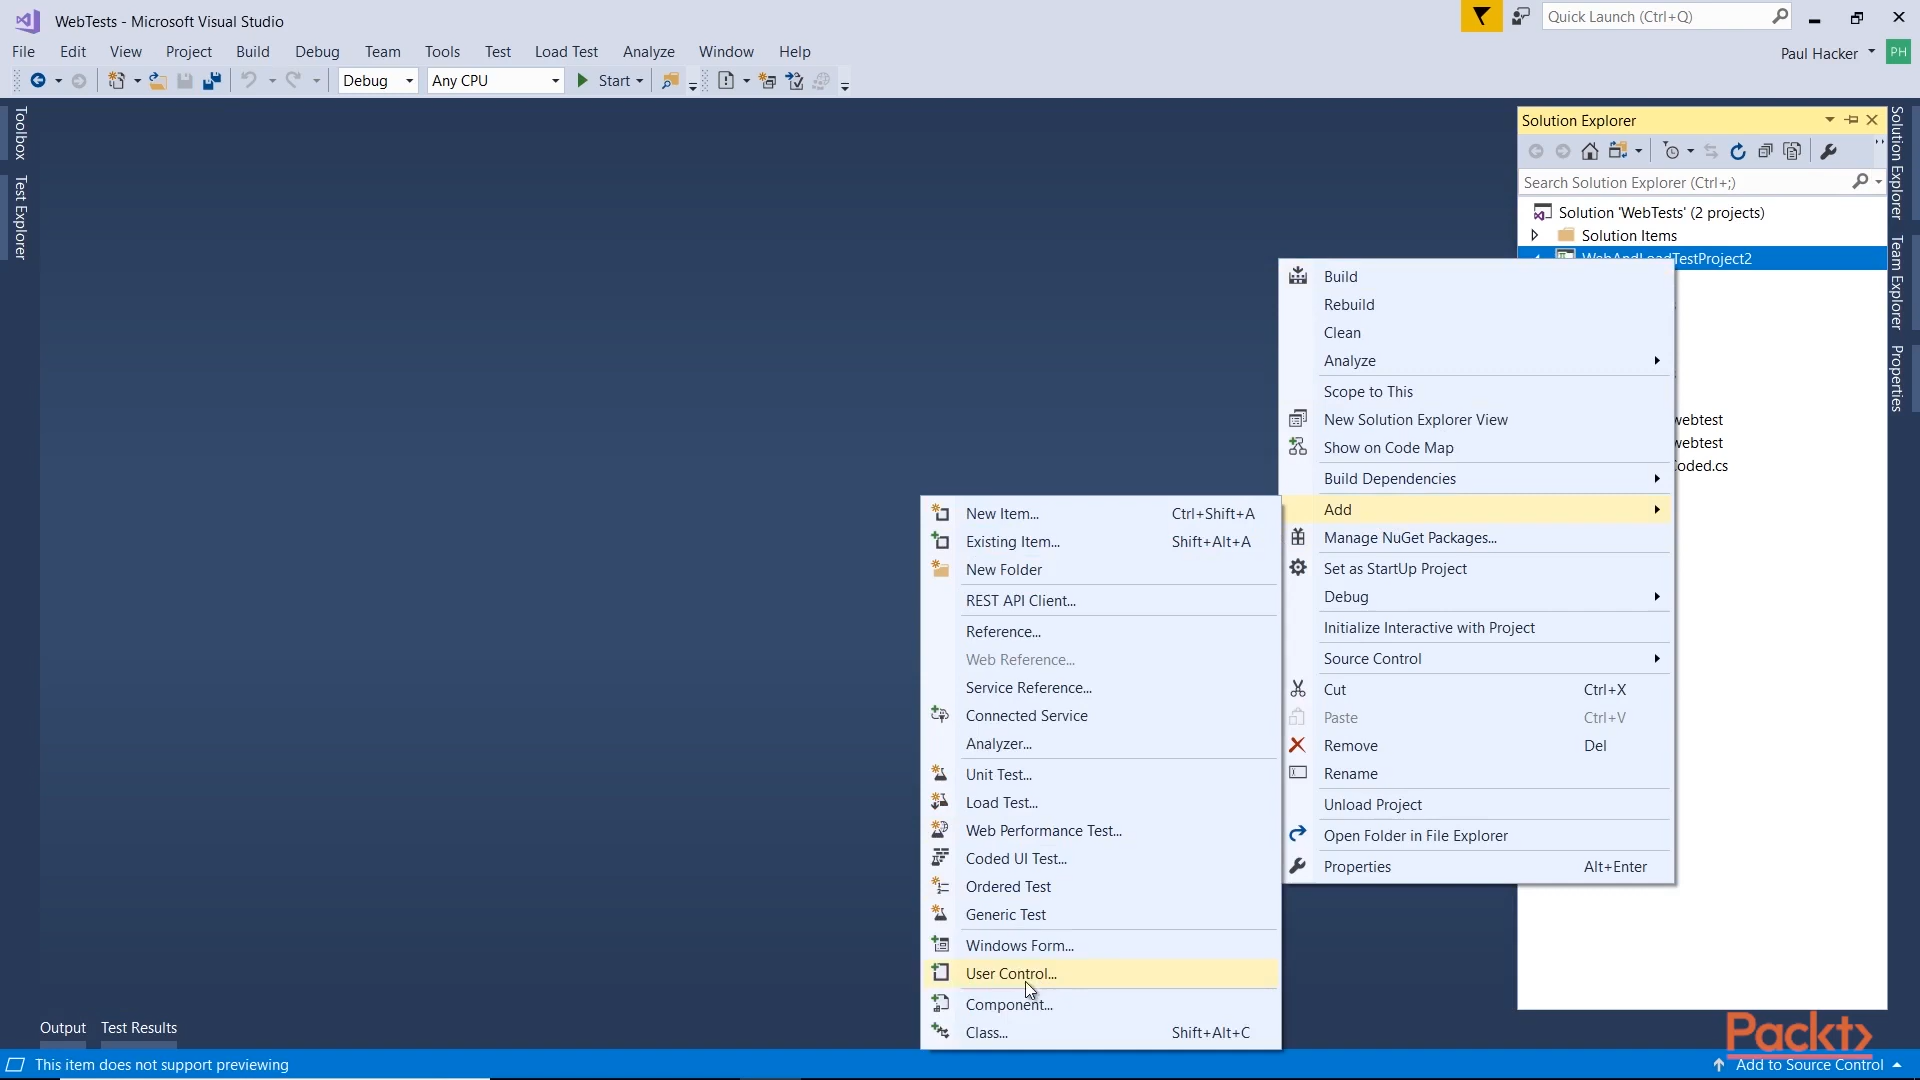 WebTests - Microsoft Visual Studio
Quick Launch (Ctrl+Q)
File Edit View Project Build Debug Team Tools Test Load Test Analyze Window Help
Paul Hacker PH
Debug Any CPU Start
Toolbox
Test Explorer
Solution Explorer
Search Solution Explorer (Ctrl+;)
Solution 'WebTests' (2 projects)
Solution Items
WebAndLoadTestProject2
webtest
webtest
Coded.cs
Solution Explorer
Team Explorer
Properties
Build
Rebuild
Clean
Analyze
Scope to This
New Solution Explorer View
Show on Code Map
Build Dependencies
Add
Manage NuGet Packages...
Set as StartUp Project
Debug
Initialize Interactive with Project
Source Control
Cut Ctrl+X
Paste Ctrl+V
Remove Del
Rename
Unload Project
Open Folder in File Explorer
Properties Alt+Enter
New Item... Ctrl+Shift+A
Existing Item... Shift+Alt+A
New Folder
REST API Client...
Reference...
Web Reference...
Service Reference...
Connected Service
Analyzer...
Unit Test...
Load Test...
Web Performance Test...
Coded UI Test...
Ordered Test
Generic Test
Windows Form...
User Control...
Component...
Class... Shift+Alt+C
Output Test Results
Packt>
This item does not support previewing
Add to Source Control